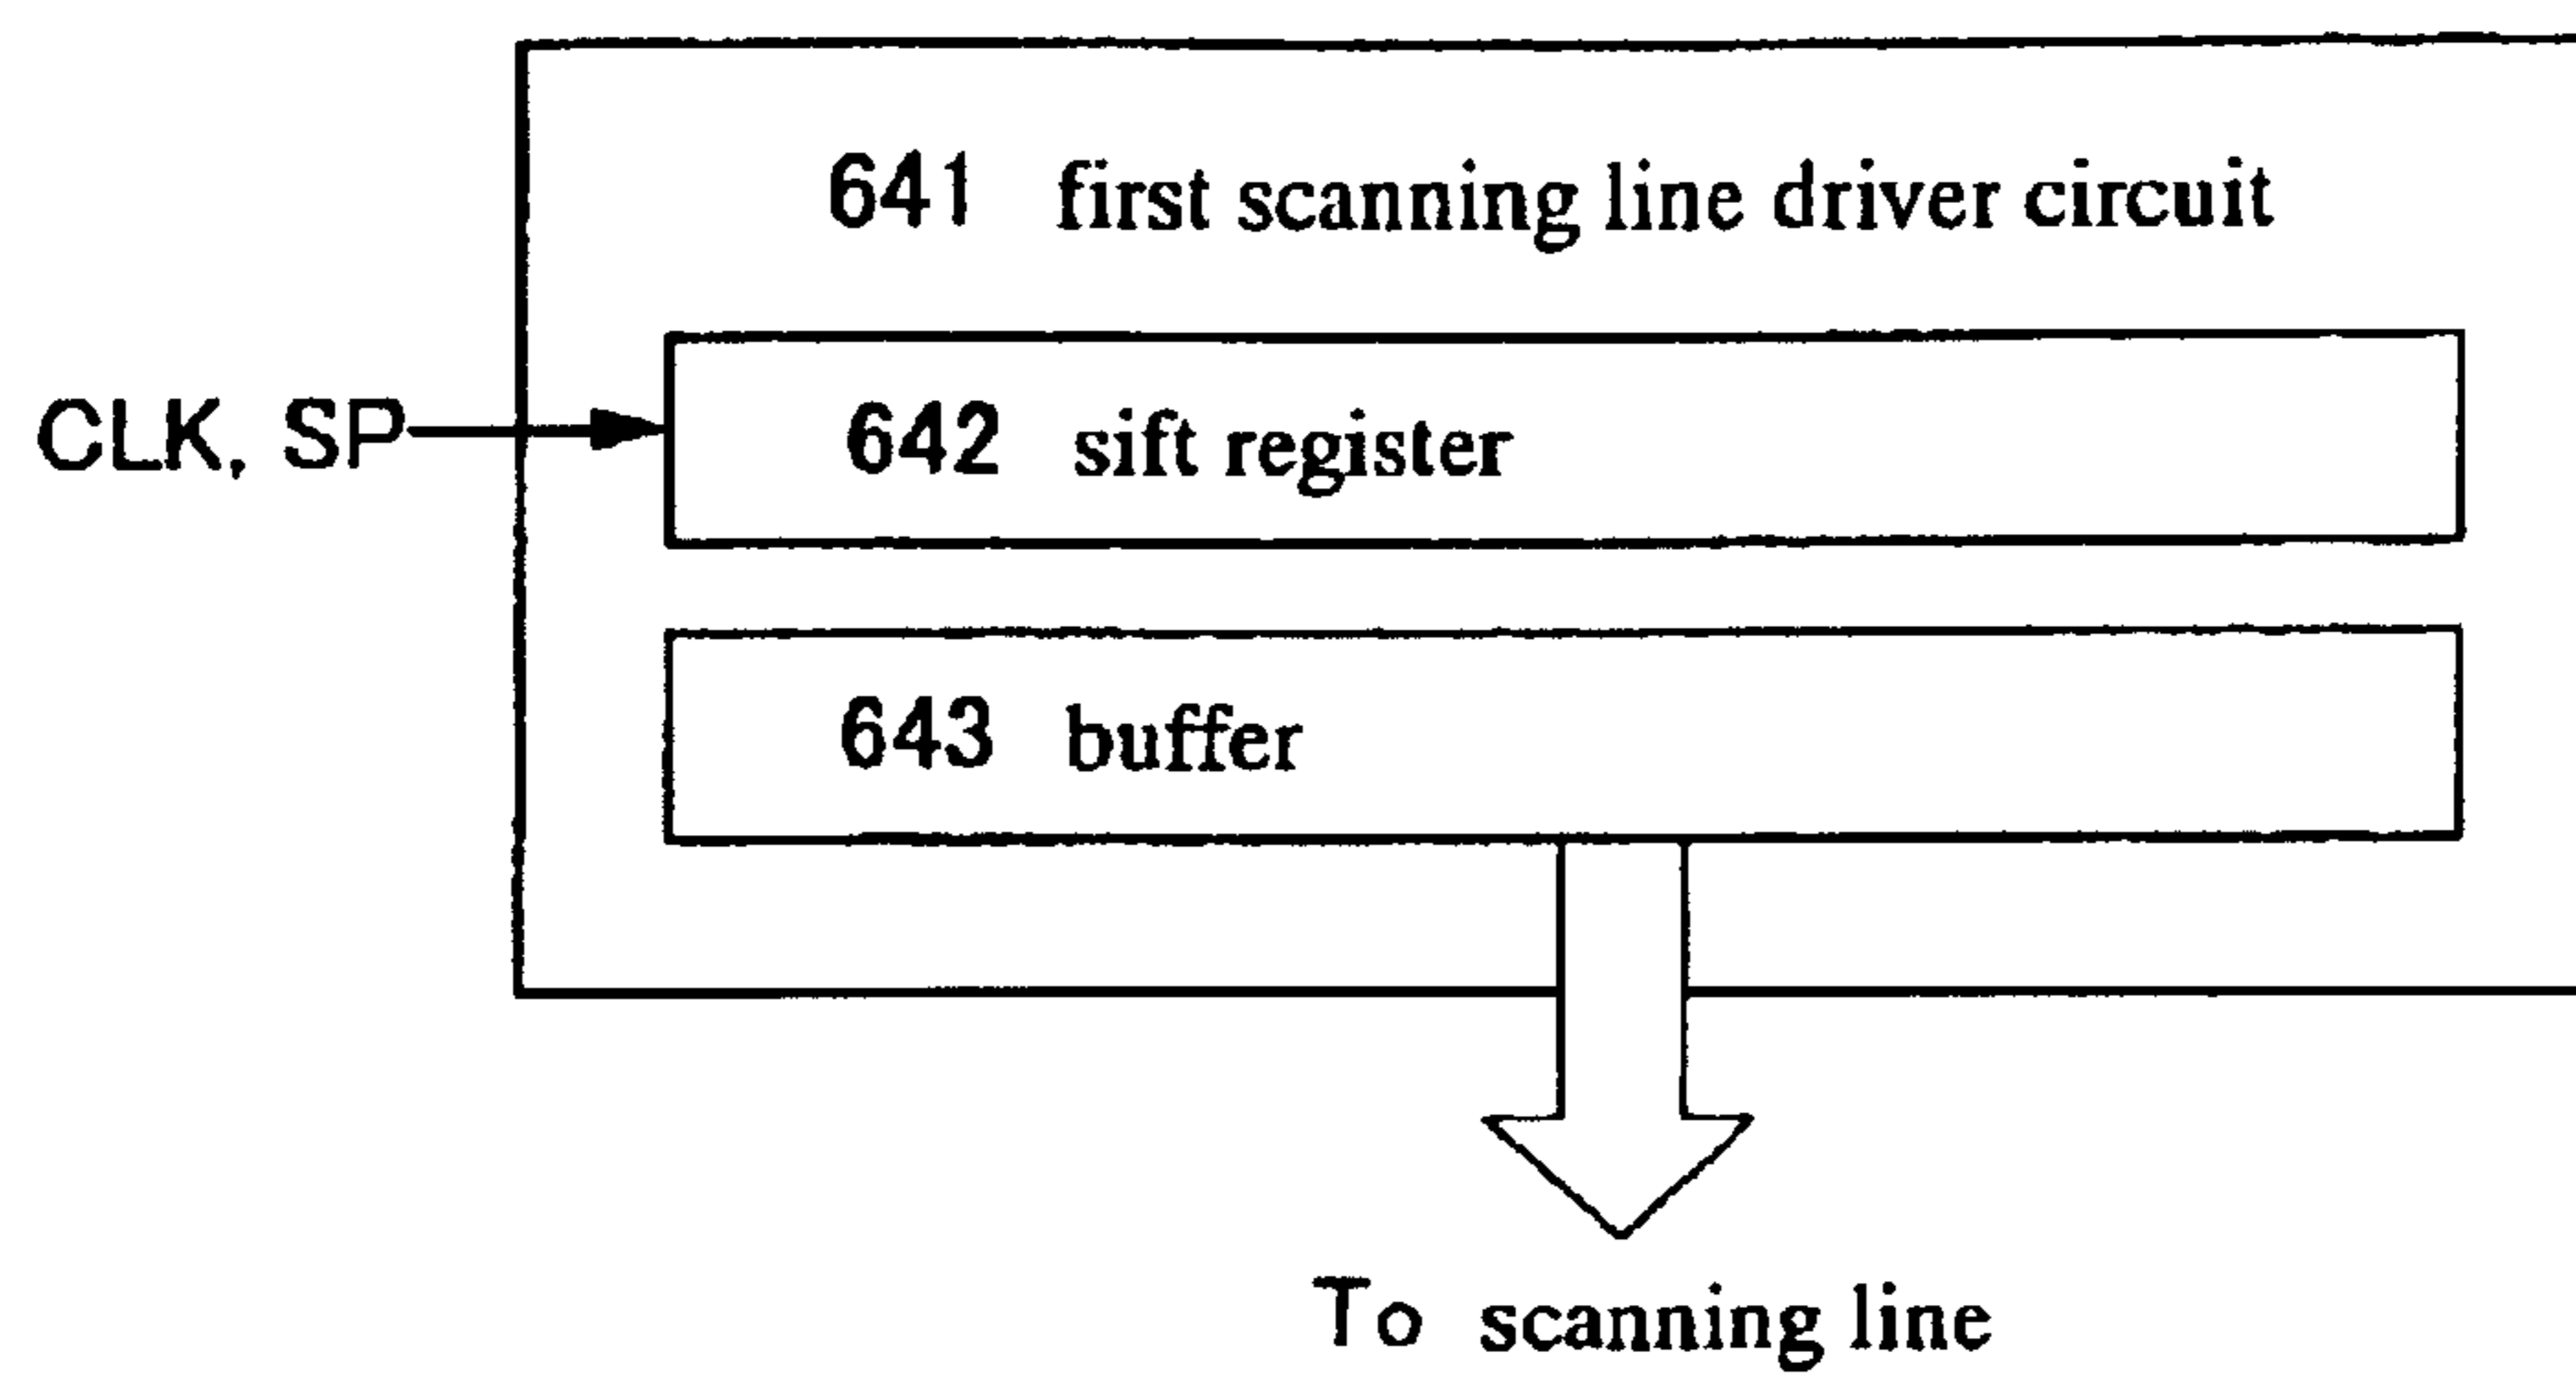 641 first scanning line driver circuit
CLK, SP
642 sift register
643 buffer
To scanning line